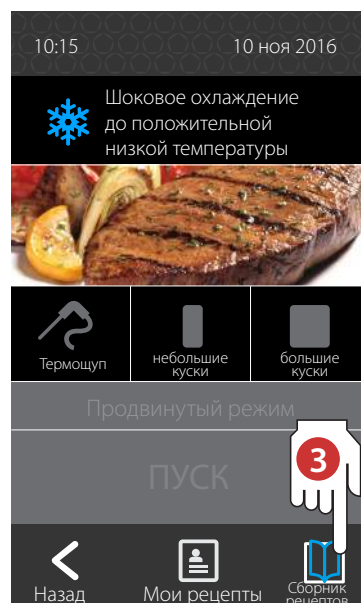 10:15 10 ноя 2016
Шоковое охлаждение
до положительной
низкой температуры
Термощуп
небольшие
куски
большие
куски
Продвинутый режим
ПУСК
3
Назад
Мои рецепты
Сборник
рецептов